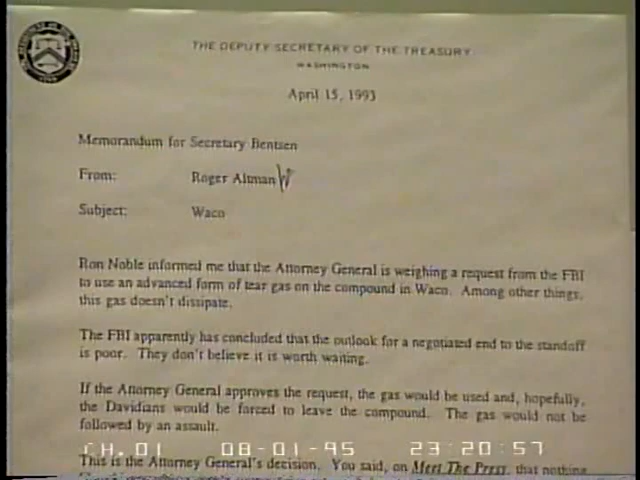 THE DEPUTY SECRETARY OF THE TREASURY
WASHINGTON
April 15, 1993
Memorandum for Secretary Bentsen
From: Roger Altman
Subject: Waco
Ron Noble informed me that the Attorney General is weighing a request from the FBI
to use an advanced form of tear gas on the compound in Waco. Among other things,
this gas doesn't dissipate.
The FBI apparently has concluded that the outlook for a negotiated end to the standoff
is poor. They don't believe it is worth waiting.
If the Attorney General approves the request, the gas would be used and, hopefully,
the Davidians would be forced to leave the compound. The gas would not be
followed by an assault.
CH.01 08-01-95 23:20:57
This is the Attorney General's decision. You said, on Meet The Press, that nothing